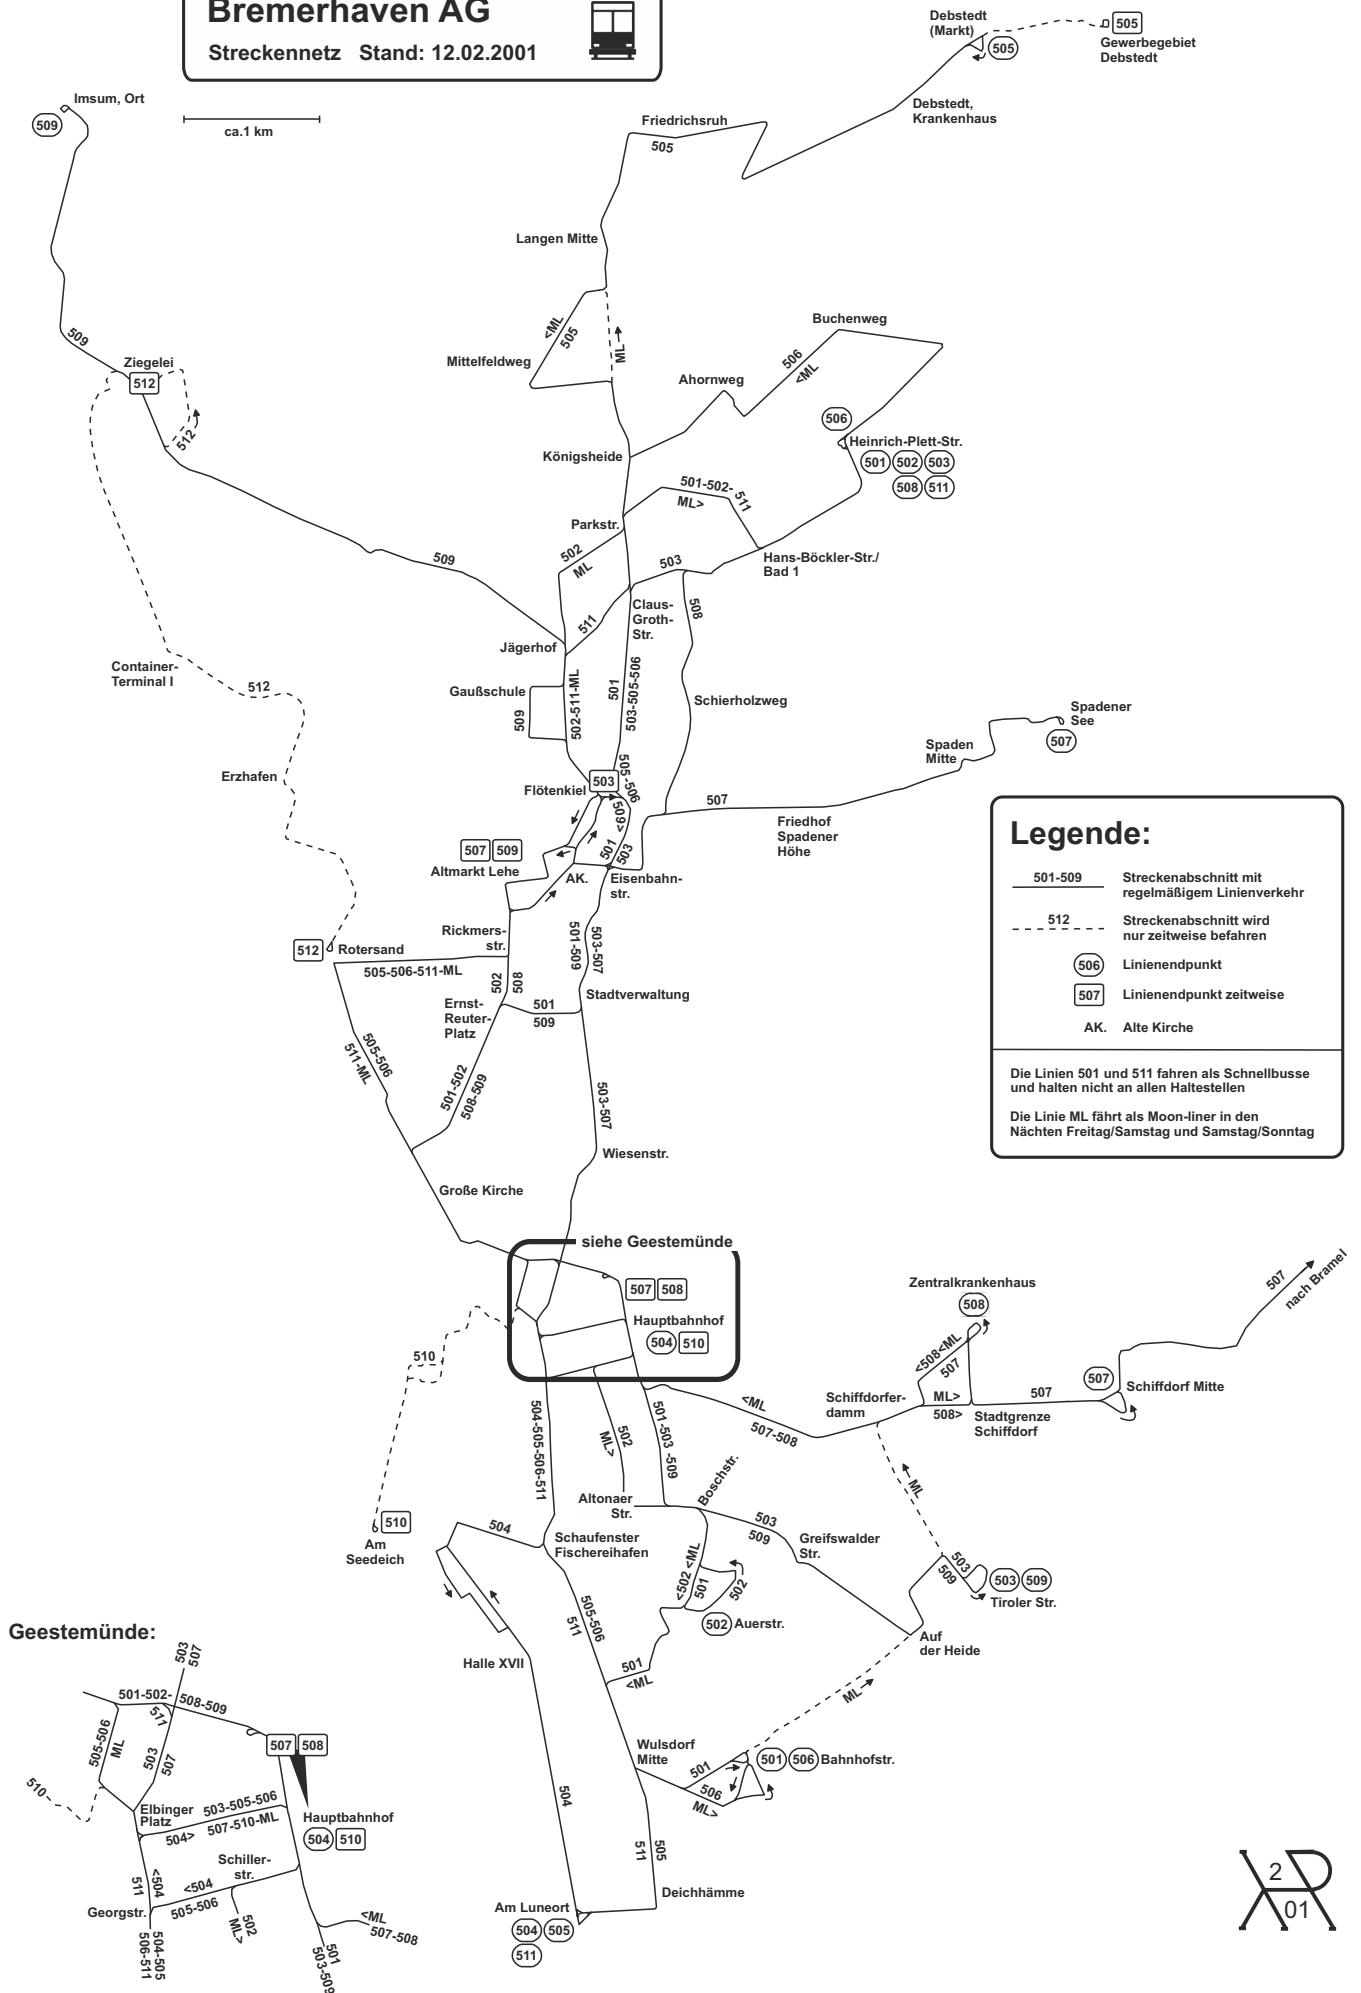 Bremerhaven AG
Streckennetz Stand: 12.02.2001
Debstedt
(Markt)
505
505
Gewerbegebiet
Debstedt
Imsum, Ort
509
ca.1 km
Debstedt,
Krankenhaus
Friedrichsruh
505
Langen Mitte
<ML
505
ML
Mittelfeldweg
509
Ziegelei
512
512
Buchenweg
506
<ML
Ahornweg
506
Heinrich-Plett-Str.
501 502 503
508 511
Königsheide
501-502-511
ML>
Parkstr.
502
ML
503
Hans-Böckler-Str./
Bad 1
509
Claus-
Groth-
Str.
508
511
Jägerhof
Container-
Terminal I
512
Gaußschule
509
502-511-ML
501
503-505-506
Schierholzweg
Spadener
See
507
Spaden
Mitte
Erzhafen
Flötenkiel
503
505-506
509>
507
Friedhof
Spadener
Höhe
507 509
Altmarkt Lehe
501
503
AK.
Eisenbahn-
str.
Legende:
501-509
Streckenabschnitt mit
regelmäßigem Linienverkehr
512
Streckenabschnitt wird
nur zeitweise befahren
506
Linienendpunkt
507
Linienendpunkt zeitweise
AK. Alte Kirche
Die Linien 501 und 511 fahren als Schnellbusse
und halten nicht an allen Haltestellen
Die Linie ML fährt als Moon-liner in den
Nächten Freitag/Samstag und Samstag/Sonntag
512
Rotersand
Rickmers-
str.
505-506-511-ML
501-509
503-507
502
508
Ernst-
Reuter-
Platz
501
509
Stadtverwaltung
505-506
511-ML
501-502
508-509
503-507
Wiesenstr.
Große Kirche
siehe Geestemünde
507 508
Hauptbahnhof
504 510
510
Zentralkrankenhaus
508
<508<ML
507
507
nach Bramel
507
Schiffdorf Mitte
507
Schiffdorfer-
damm
ML>
508>
Stadtgrenze
Schiffdorf
<ML
507-508
504-505-506-511
502
ML>
501-503-509
ML
510
Am
Seedeich
Altonaer
Str.
Boschstr.
503
509
Greifswalder
Str.
504
Schaufenster
Fischereihafen
<502<ML
501
502
502
Auerstr.
503
509
503 509
Tiroler Str.
505-506
511
Auf
der Heide
Halle XVII
501
<ML
ML
Wulsdorf
Mitte
501
506
ML>
501 506 Bahnhofstr.
504
505
511
Deichhämme
Am Luneort
504 505
511
Geestemünde:
503
507
501-502-
508-509
511
505-506
ML
503
507
507 508
510
Elbinger
Platz
503-505-506
504>
507-510-ML
Hauptbahnhof
504 510
Schiller-
str.
511
<504
<504
505-506
Georgstr.
504-505
506-511
502
ML>
<ML
507-508
501
503-509
2
01